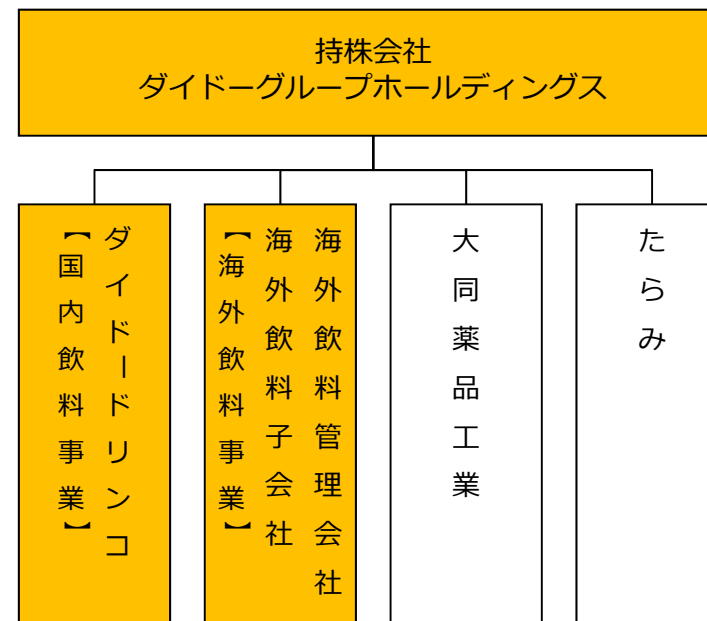 持株会社
ダイドーグループホールディングス
ダイドードリンコ
【国内飲料事業】
海外飲料管理会社
海外飲料子会社
【海外飲料事業】
大同薬品工業
たらみ